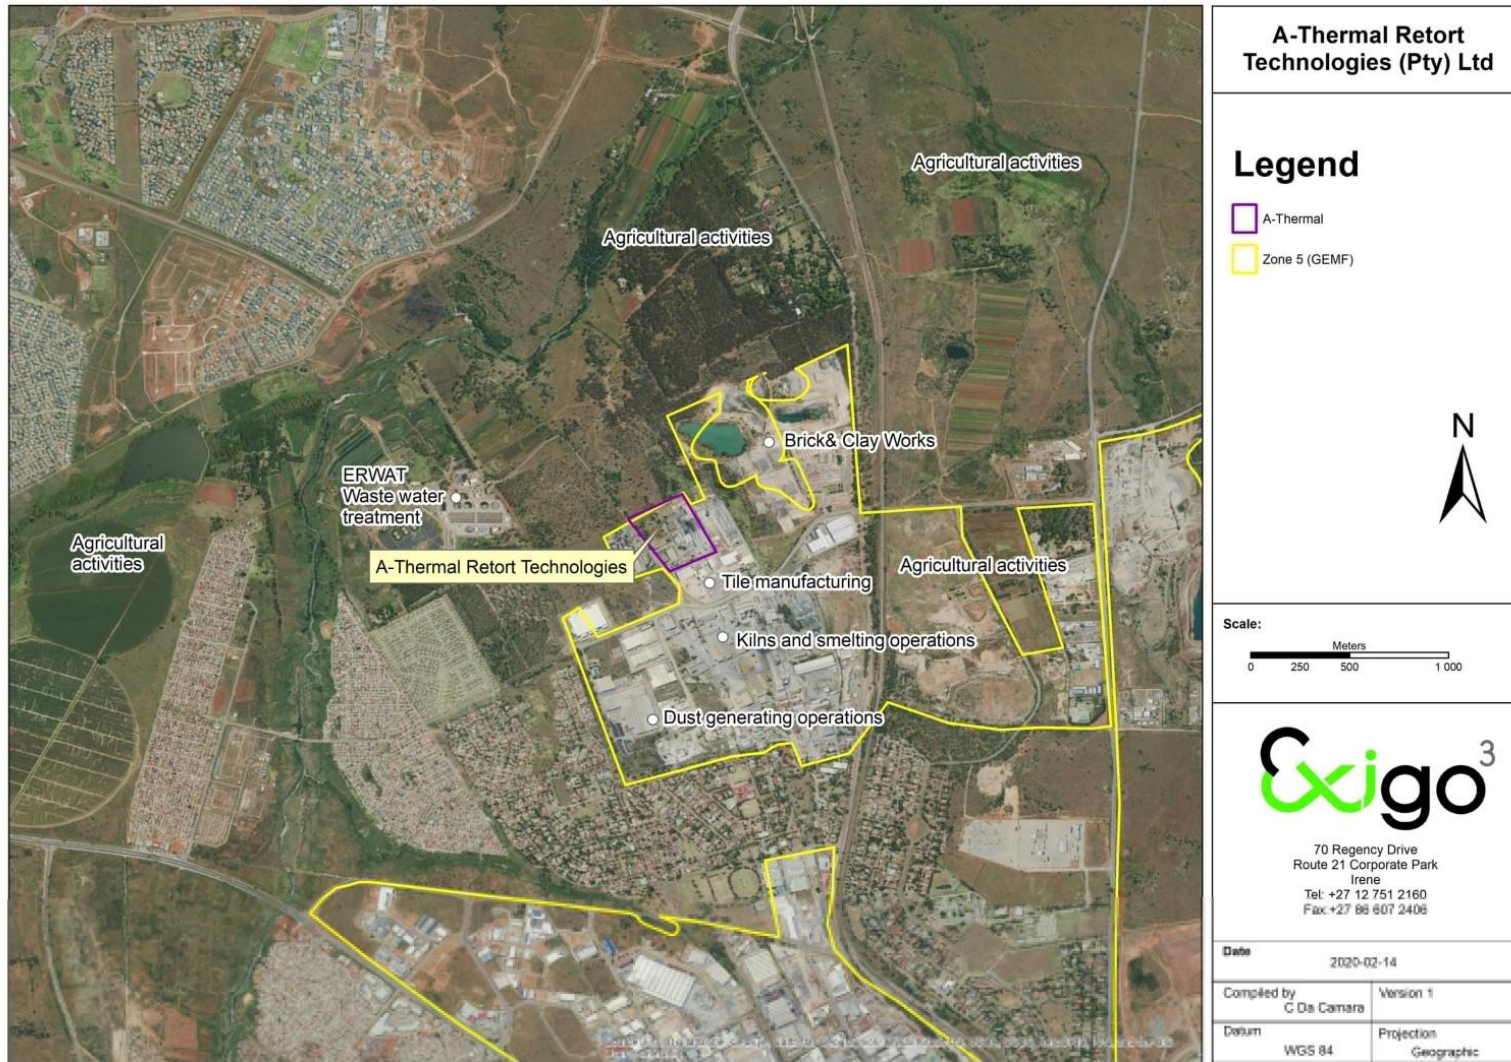 Agricultural activities
Agricultural activities
Brick& Clay Works
ERWAT
Waste water
treatment
Agricultural
activities
A-Thermal Retort Technologies
Agricultural activities
Tile manufacturing
Kilns and smelting operations
Dust generating operations
A-Thermal Retort
Technologies (Pty) Ltd
Legend
A-Thermal
Zone 5 (GEMF)
N
Scale:
Meters
0 250 500 1 000
Exigo3
70 Regency Drive
Route 21 Corporate Park
Irene
Tel: +27 12 751 2160
Fax:+27 86 607 2406
Date
2020-02-14
Compiled by
C Da Camara
Version 1
Datum
WGS 84
Projection
Geographic